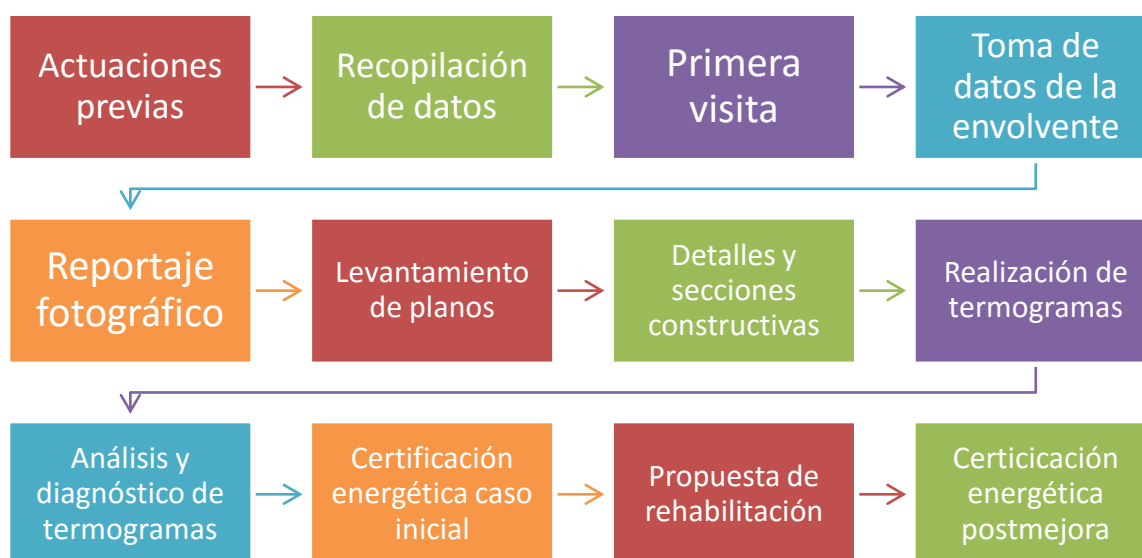 Actuaciones
previas
Recopilación
de datos
Primera
visita
Toma de
datos de la
envolvente
Reportaje
fotográfico
Levantamiento
de planos
Detalles y
secciones
constructivas
Realización de
termogramas
Análisis y
diagnóstico de
termogramas
Certificación
energética caso
inicial
Propuesta de
rehabilitación
Certicicación
energética
postmejora